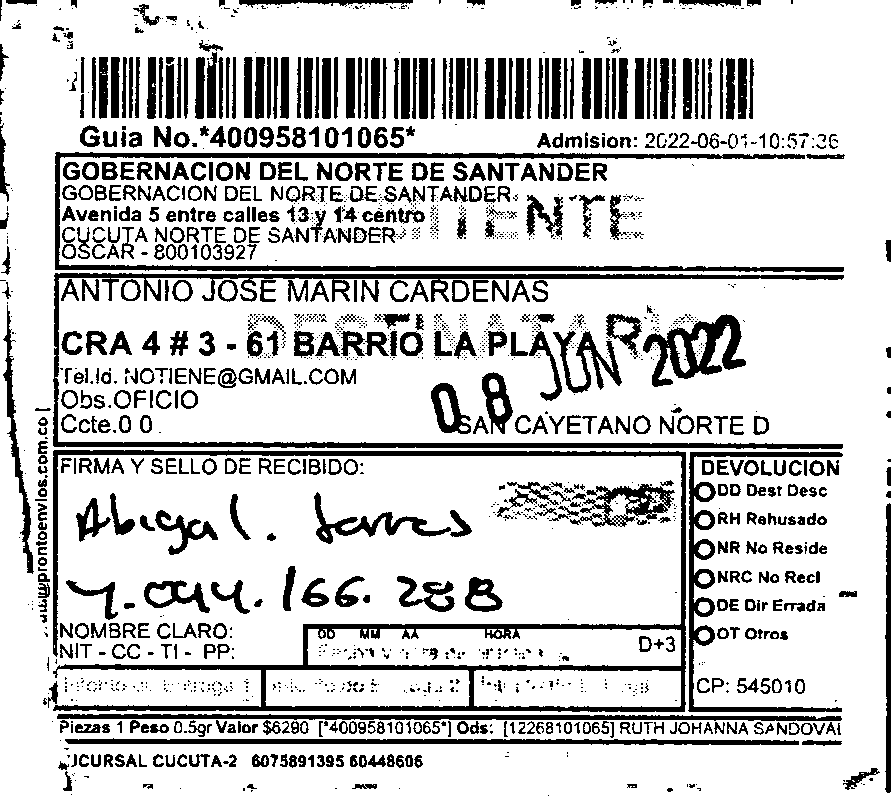 Guia No.*400958101065*
Admision: 2022-06-01-10:57:36
GOBERNACION DEL NORTE DE SANTANDER
GOBERNACION DEL NORTE DE SANTANDER
Avenida 5 entre calles 13 y 14 centro
CUCUTA NORTE DE SANTANDER
OSCAR - 800103927
ANTONIO JOSE MARIN CARDENAS
DESTINATARIO
CRA 4 # 3 - 61 BARRIO LA PLAYA
Tel.Id. NOTIENE@GMAIL.COM
08 JUN 2022
Obs.OFICIO
Ccte.0 0
SAN CAYETANO NORTE D
FIRMA Y SELLO DE RECIBIDO:
Abigal. torres
1.094.166.288
NOMBRE CLARO:
NIT - CC - TI - PP:
DD MM AA HORA
D+3
DEVOLUCION
DD Dest Desc
RH Rehusado
NR No Reside
NRC No Recl
DE Dir Errada
OT Otros
CP: 545010
Piezas 1 Peso 0.5gr Valor $6290 [*400958101065*] Ods: [12268101065] RUTH JOHANNA SANDOVAL
UCURSAL CUCUTA-2 6075891395 60448606
@prontoenvios.com.co |